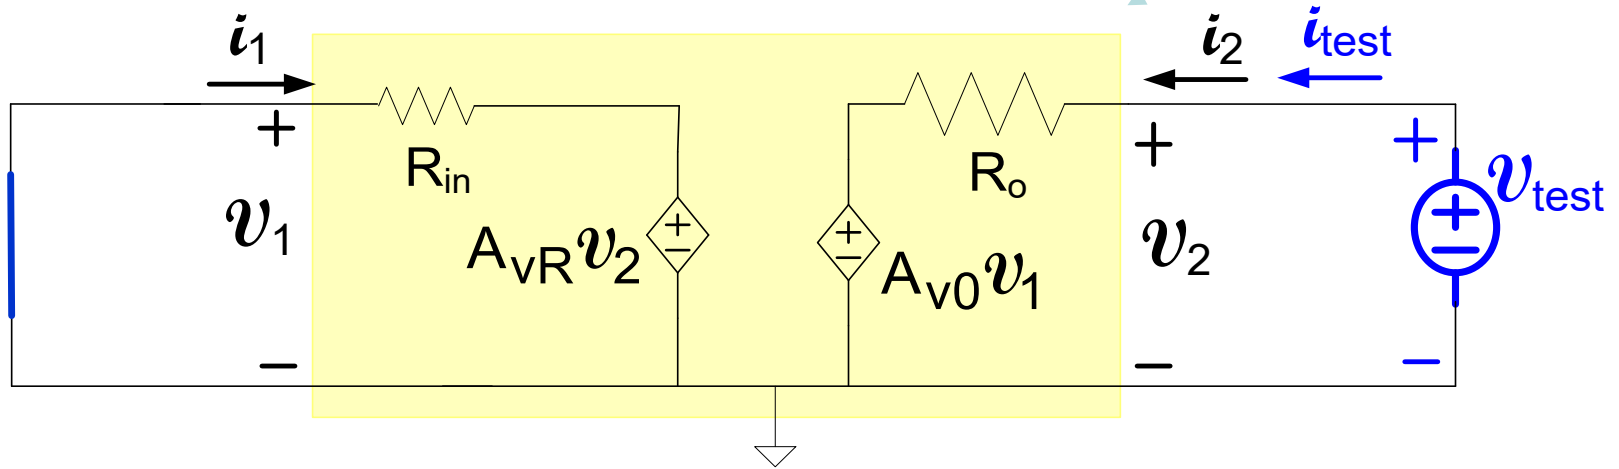 i1
i2
itest
+
+
+
Rin
Ro
v1
AvRv2
+
−
+
−
Av0v1
v2
+
−
vtest
−
−
−